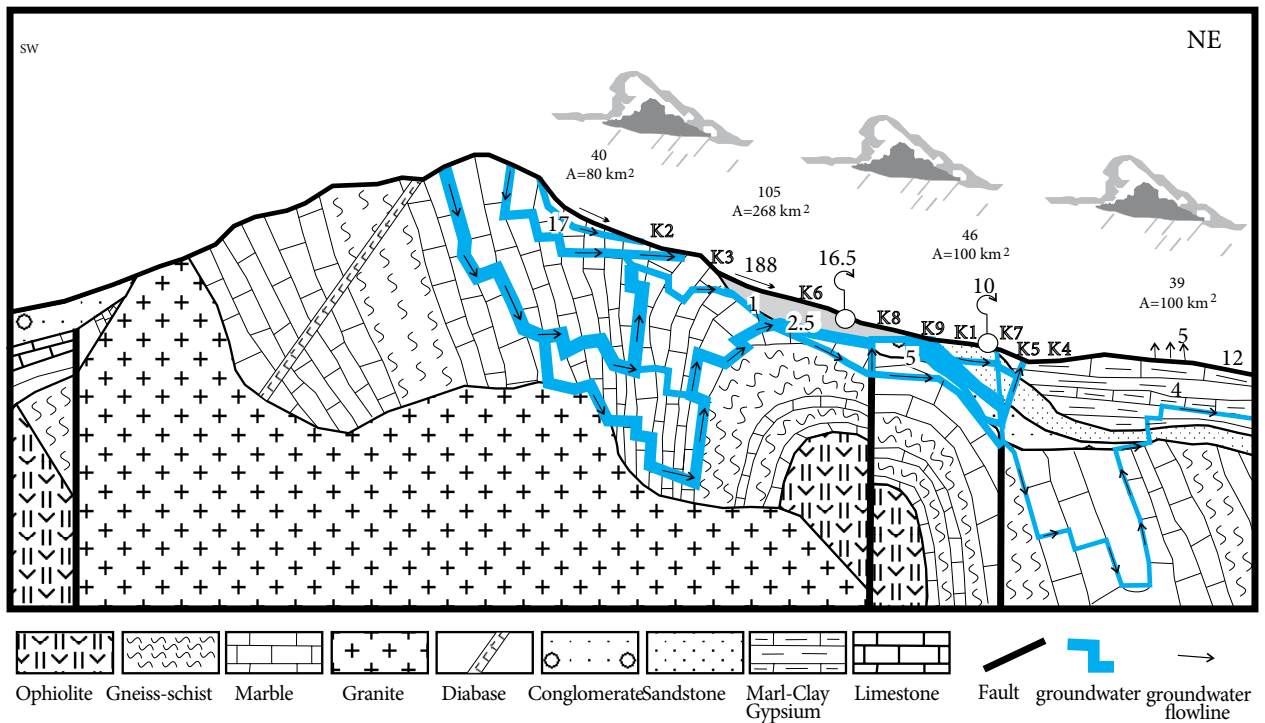 SW
NE
40
A=80 km2
105
A=268 km2
46
A=100 km2
39
A=100 km2
17
K2
K3
188
16.5
K6
10
1
2.5
K8
K9
K1
K7
K5
K4
5
5
12
4
Ophiolite
Gneiss-schist
Marble
Granite
Diabase
Conglomerate
Sandstone
Marl-Clay
Gypsium
Limestone
Fault
groundwater
groundwater
flowline